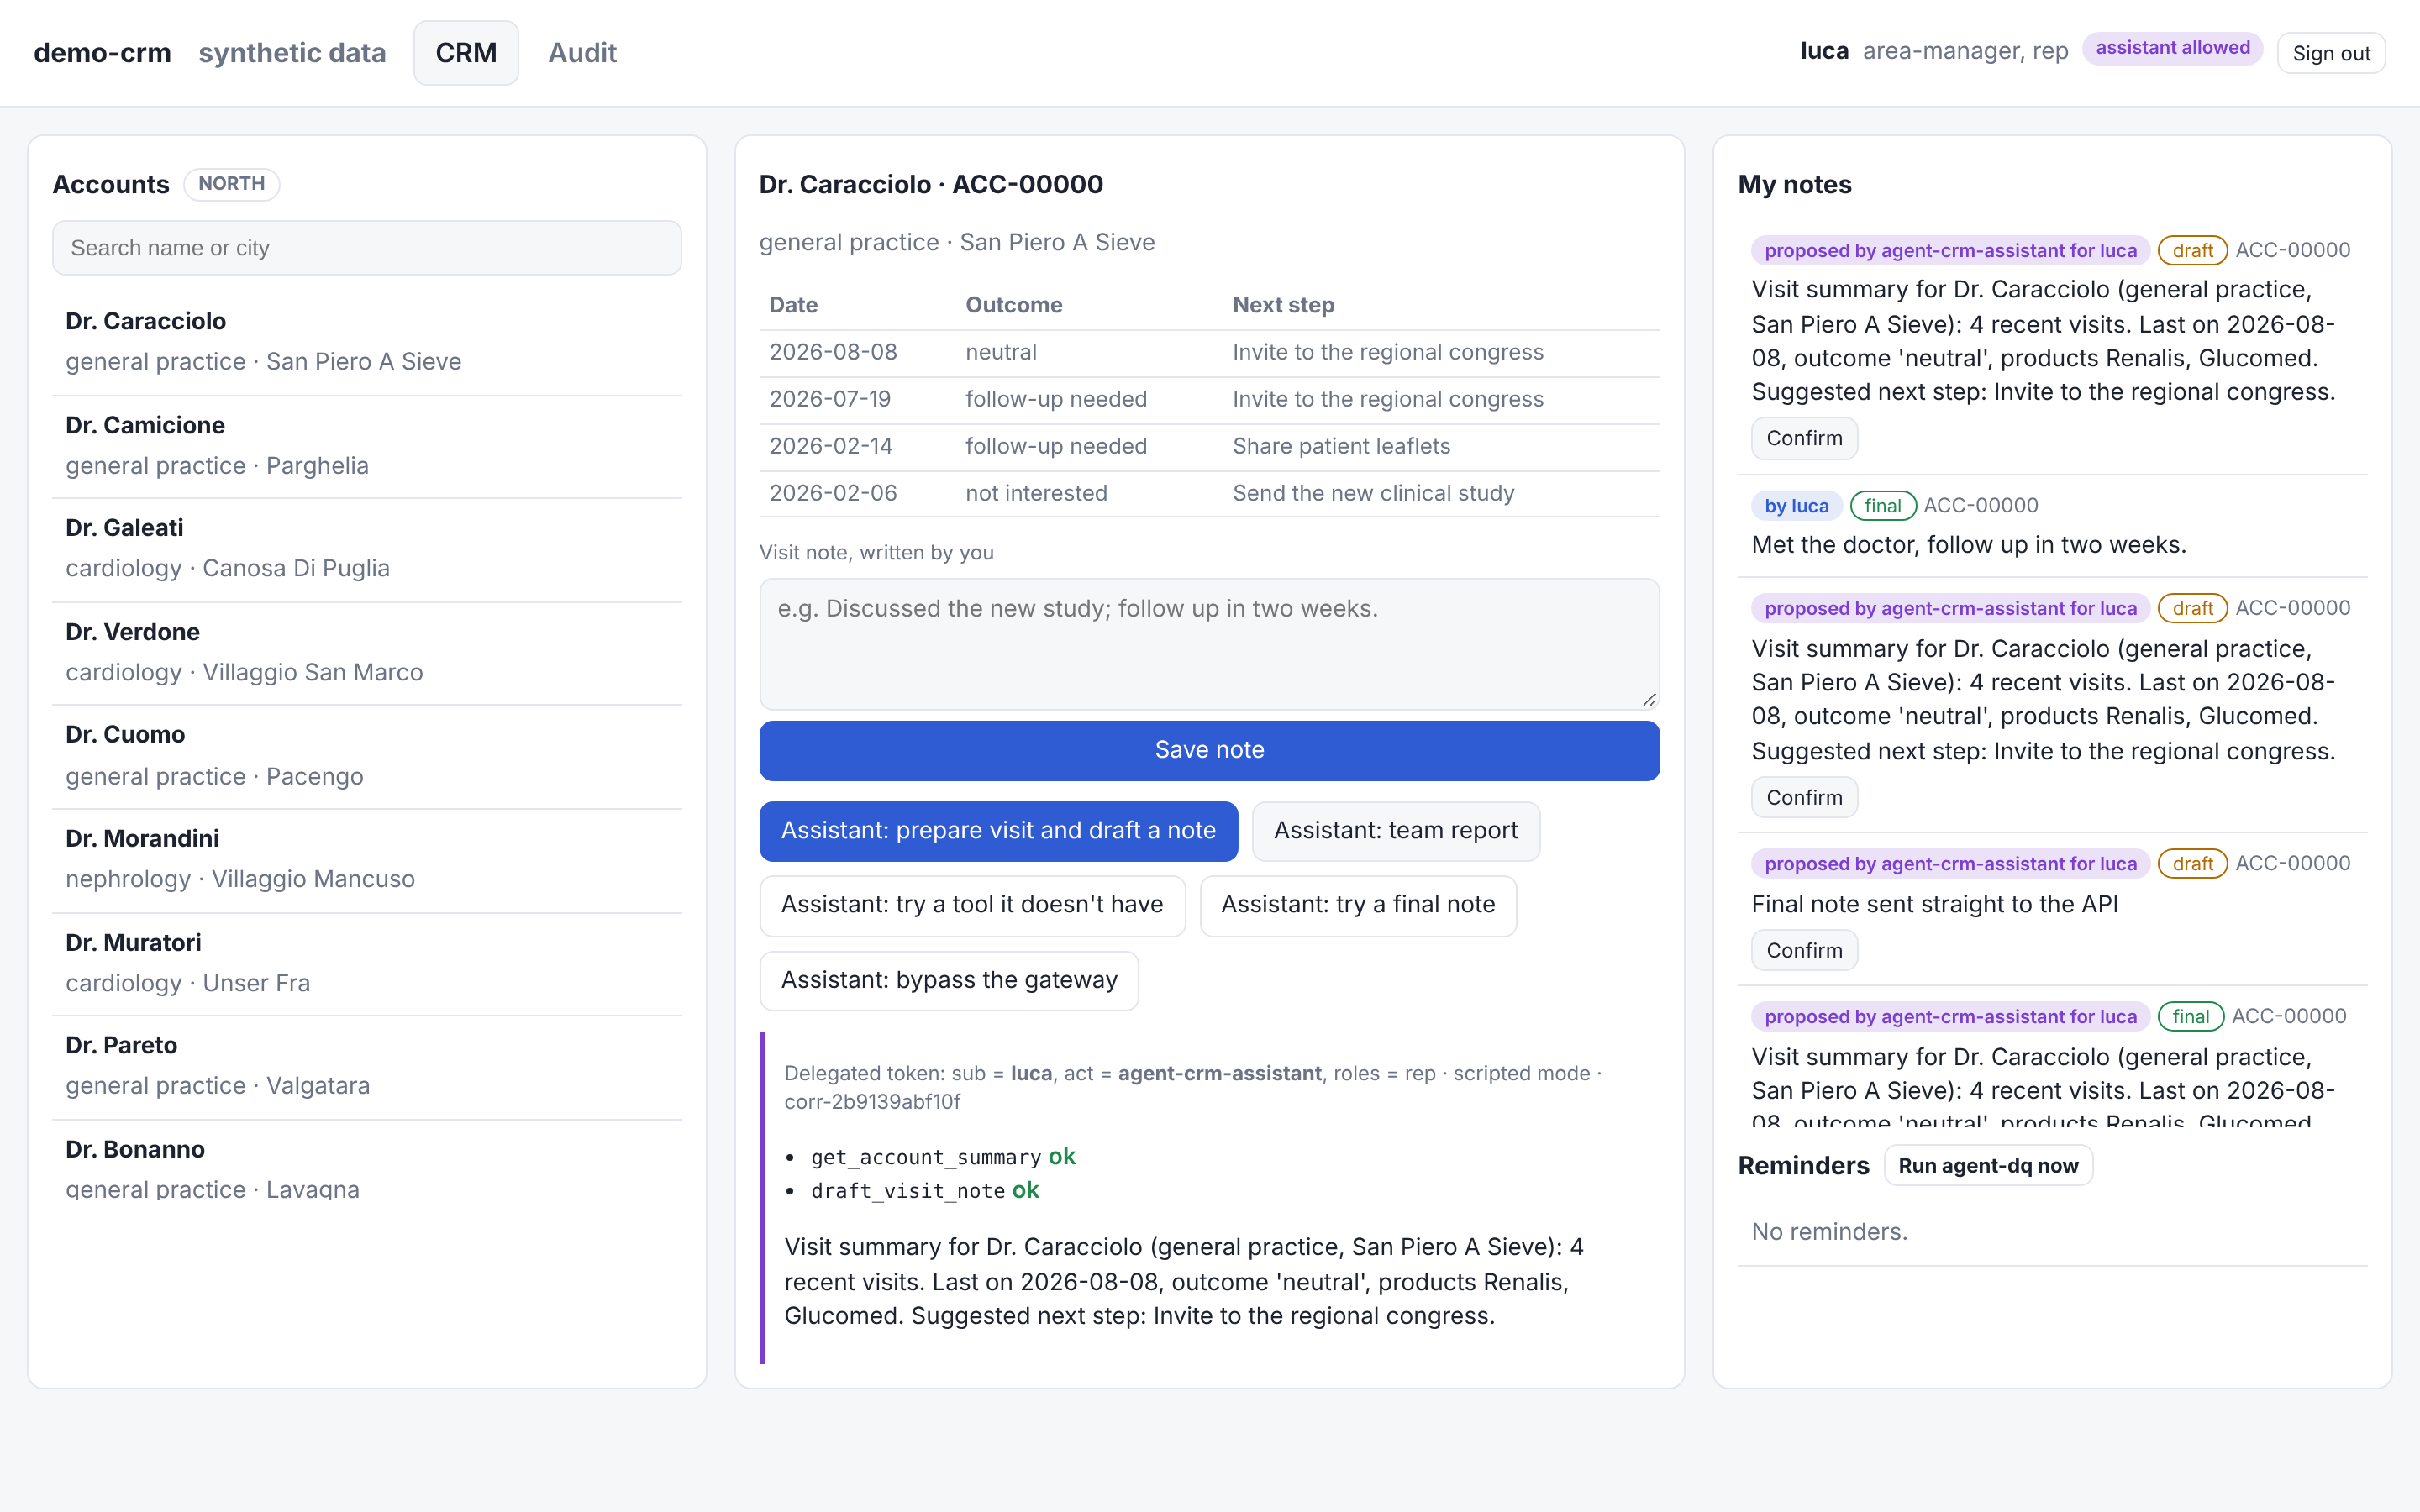 demo-crm synthetic data CRM Audit
luca area-manager, rep assistant allowed Sign out
Accounts NORTH
Search name or city
Dr. Caracciolo
general practice · San Piero A Sieve
Dr. Camicione
general practice · Parghelia
Dr. Galeati
cardiology · Canosa Di Puglia
Dr. Verdone
cardiology · Villaggio San Marco
Dr. Cuomo
general practice · Pacengo
Dr. Morandini
nephrology · Villaggio Mancuso
Dr. Muratori
cardiology · Unser Fra
Dr. Pareto
general practice · Valgatara
Dr. Bonanno
general practice · Lavagna
Dr. Caracciolo · ACC-00000
general practice · San Piero A Sieve
Date Outcome Next step
2026-08-08 neutral Invite to the regional congress
2026-07-19 follow-up needed Invite to the regional congress
2026-02-14 follow-up needed Share patient leaflets
2026-02-06 not interested Send the new clinical study
Visit note, written by you
e.g. Discussed the new study; follow up in two weeks.
Save note
Assistant: prepare visit and draft a note Assistant: team report
Assistant: try a tool it doesn't have Assistant: try a final note
Assistant: bypass the gateway
Delegated token: sub = luca, act = agent-crm-assistant, roles = rep · scripted mode ·
corr-2b9139abf10f
• get_account_summary ok
• draft_visit_note ok
Visit summary for Dr. Caracciolo (general practice, San Piero A Sieve): 4
recent visits. Last on 2026-08-08, outcome 'neutral', products Renalis,
Glucomed. Suggested next step: Invite to the regional congress.
My notes
proposed by agent-crm-assistant for luca draft ACC-00000
Visit summary for Dr. Caracciolo (general practice,
San Piero A Sieve): 4 recent visits. Last on 2026-08-
08, outcome 'neutral', products Renalis, Glucomed.
Suggested next step: Invite to the regional congress.
Confirm
by luca final ACC-00000
Met the doctor, follow up in two weeks.
proposed by agent-crm-assistant for luca draft ACC-00000
Visit summary for Dr. Caracciolo (general practice,
San Piero A Sieve): 4 recent visits. Last on 2026-08-
08, outcome 'neutral', products Renalis, Glucomed.
Suggested next step: Invite to the regional congress.
Confirm
proposed by agent-crm-assistant for luca draft ACC-00000
Final note sent straight to the API
Confirm
proposed by agent-crm-assistant for luca final ACC-00000
Visit summary for Dr. Caracciolo (general practice,
San Piero A Sieve): 4 recent visits. Last on 2026-08-
08, outcome 'neutral', products Renalis, Glucomed.
Reminders Run agent-dq now
No reminders.